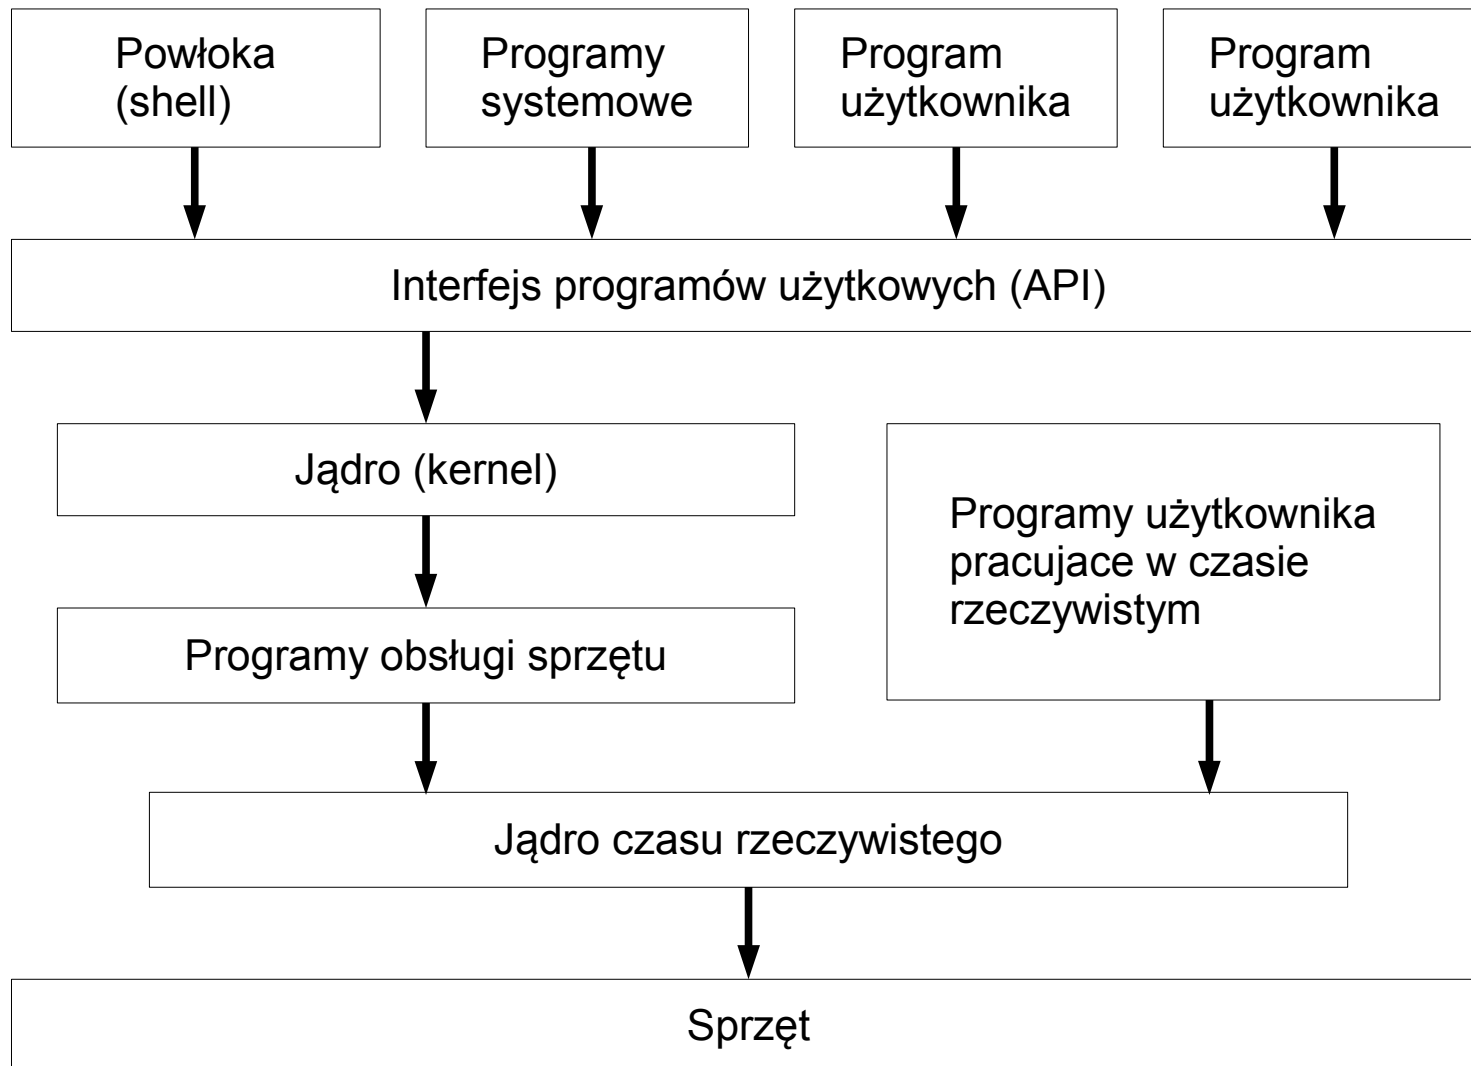 Powłoka
(shell)
Programy
systemowe
Program
użytkownika
Program
użytkownika
Interfejs programów użytkowych (API)
Jądro (kernel)
Programy użytkownika
pracujace w czasie
rzeczywistym
Programy obsługi sprzętu
Jądro czasu rzeczywistego
Sprzęt